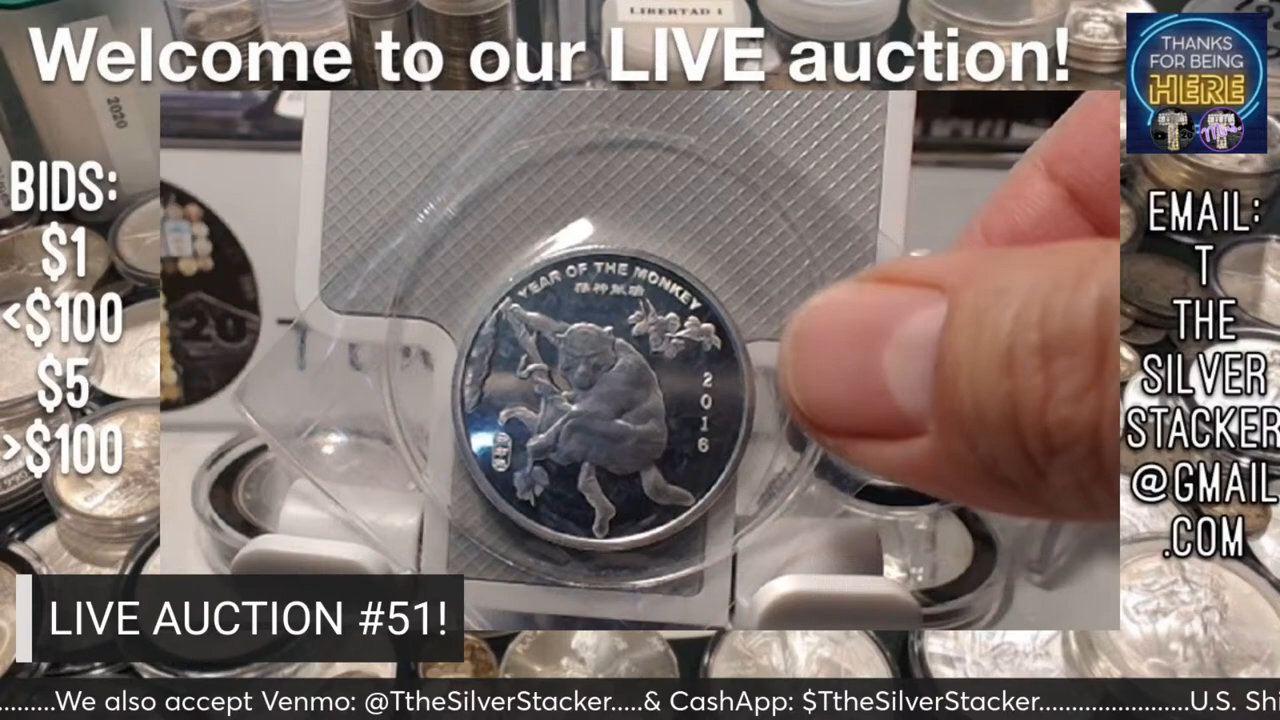 LIBERTAD 1
Welcome to our LIVE auction!
THANKS
FOR BEING
HERE
2020
BIDS:
$1
<$100
$5
>$100
EMAIL:
T
THE
SILVER
STACKER
@GMAIL
.COM
YEAR OF THE MONKEY
2016
20
LIVE AUCTION #51!
........We also accept Venmo: @TtheSilverStacker.....& CashApp: $TtheSilverStacker......................U.S. Sh